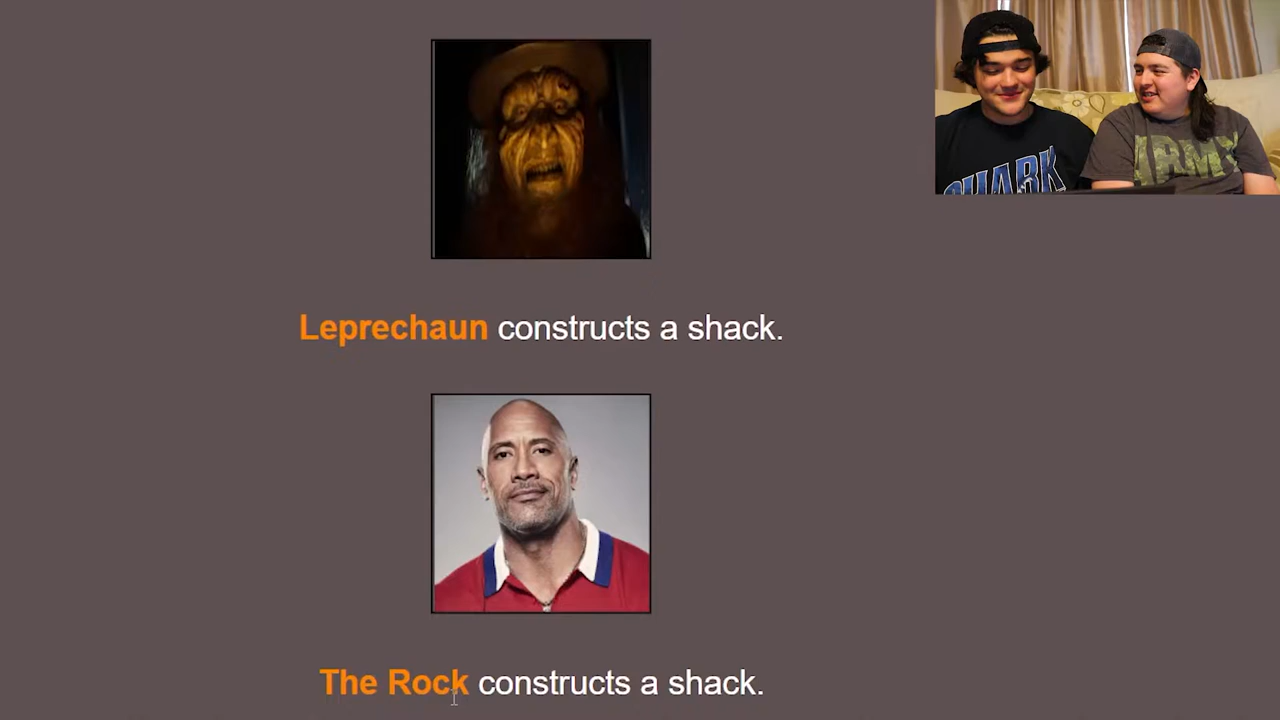 SHARK
ARMY
Leprechaun constructs a shack.
The Rock constructs a shack.